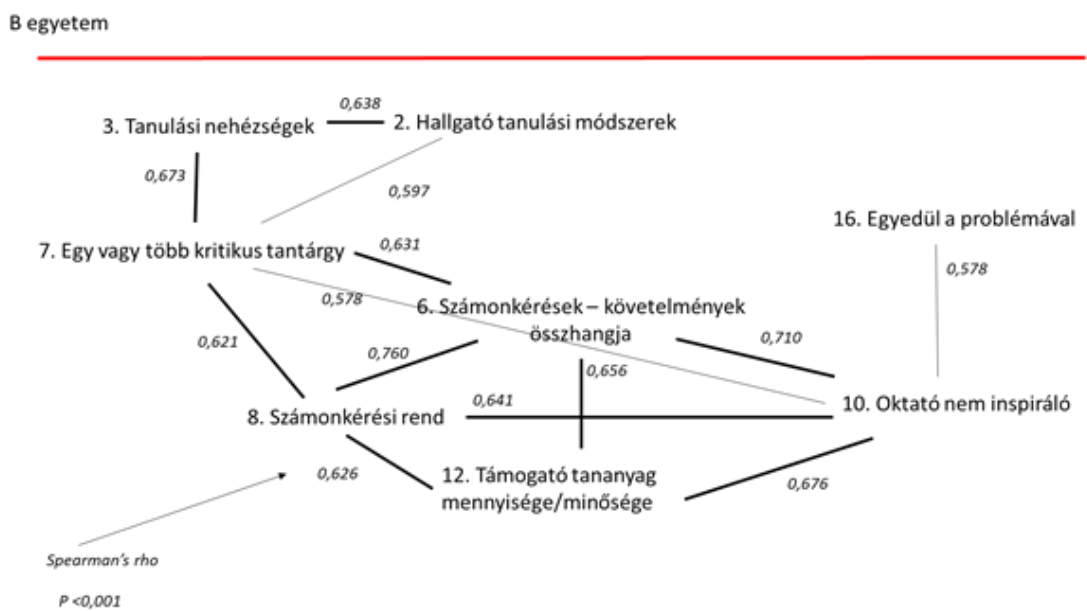 B egyetem
0,638
3. Tanulási nehézségek
2. Hallgató tanulási módszerek
0,673
0,597
16. Egyedül a problémával
7. Egy vagy több kritikus tantárgy
0,631
0,578
0,578
6. Számonkérések – követelmények
összhangja
0,621
0,760
0,710
0,656
0,641
10. Oktató nem inspiráló
8. Számonkérési rend
0,626
12. Támogató tananyag
mennyisége/minősége
0,676
Spearman's rho
P <0,001